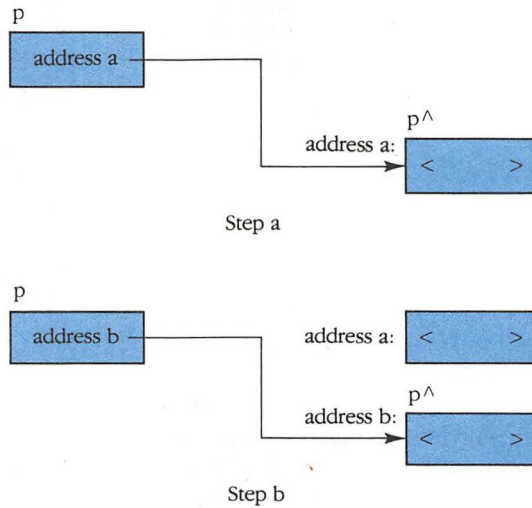 p
address a
p^
address a:
< >
Step a
p
address b
address a:
< >
p^
address b:
< >
Step b